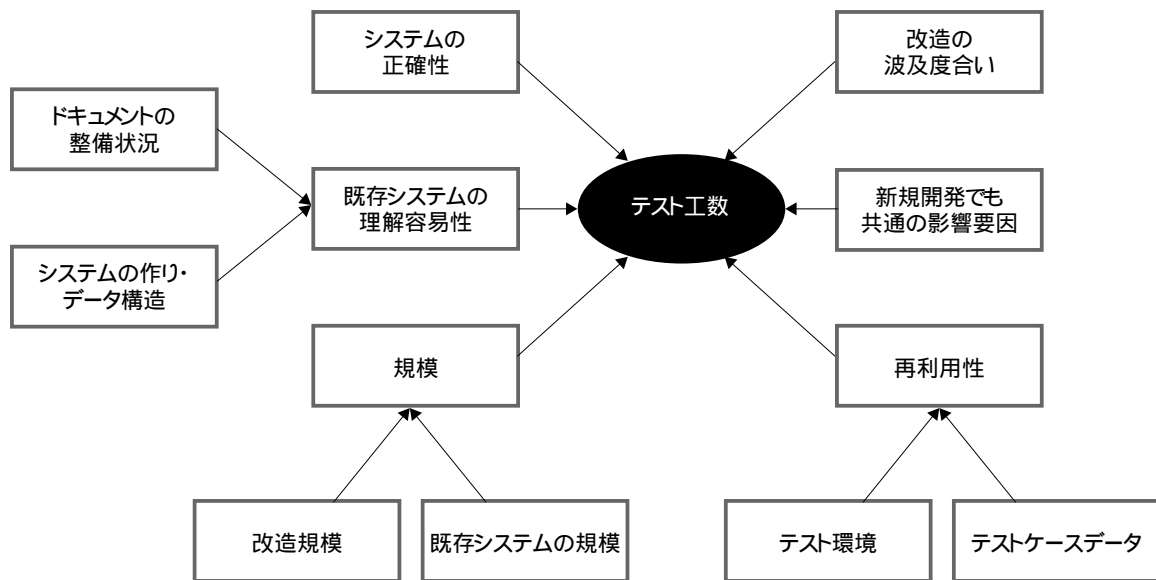 システムの
正確性
改造の
波及度合い
ドキュメントの
整備状況
既存システムの
理解容易性
テスト工数
新規開発でも
共通の影響要因
システムの作り・
データ構造
規模
再利用性
改造規模
既存システムの規模
テスト環境
テストケースデータ